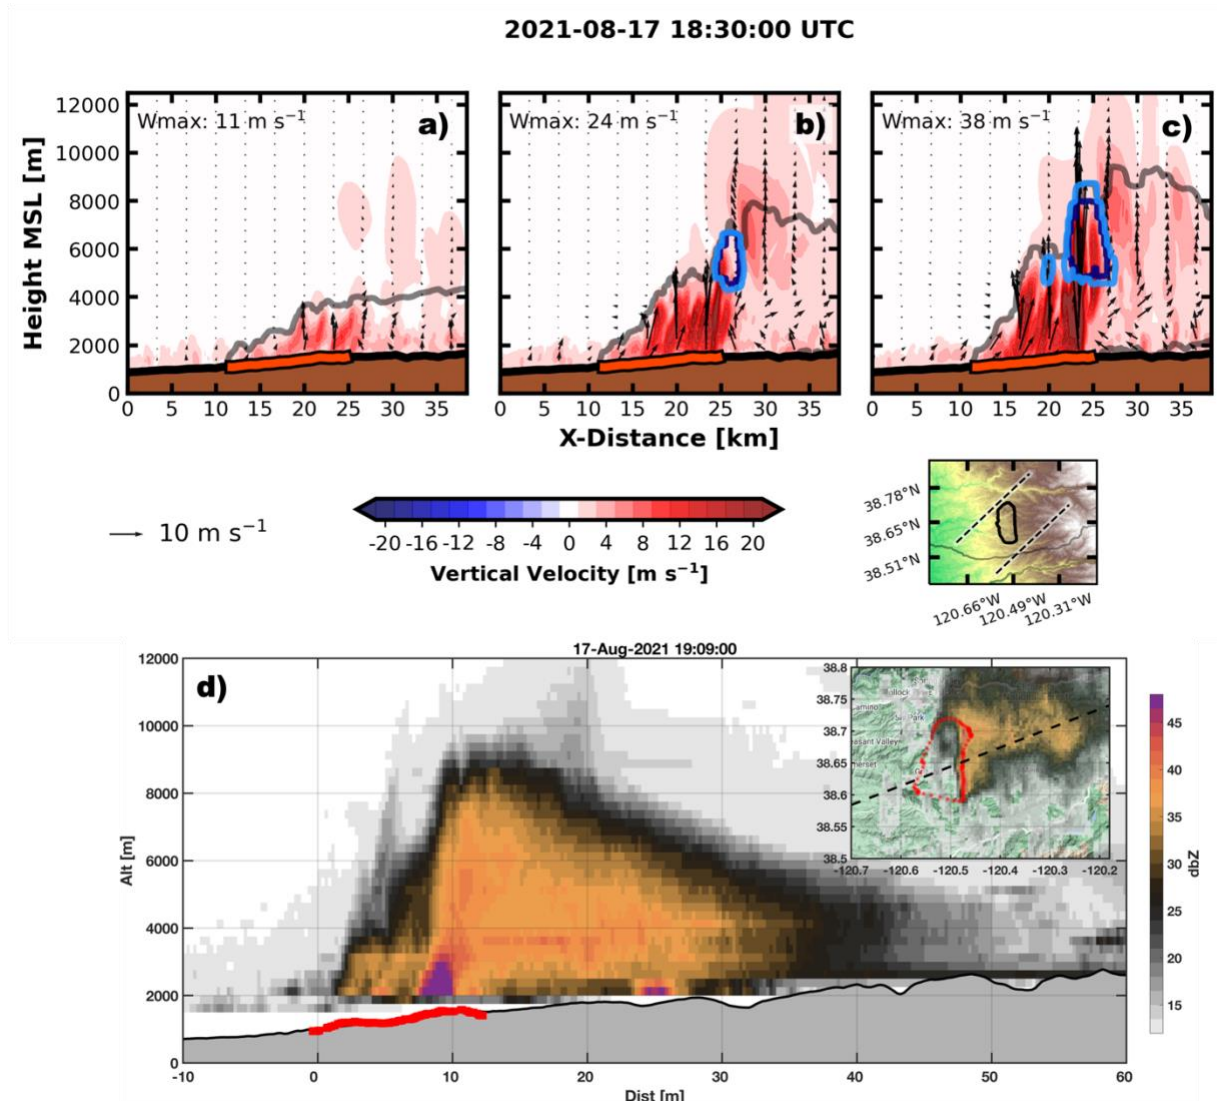 2021-08-17 18:30:00 UTC
Wmax: 11 m s⁻¹
a)
Wmax: 24 m s⁻¹
b)
Wmax: 38 m s⁻¹
c)
Height MSL [m]
12000
10000
8000
6000
4000
2000
0
0 5 10 15 20 25 30 35
0 5 10 15 20 25 30 35
0 5 10 15 20 25 30 35
X-Distance [km]
10 m s⁻¹
-20 -16 -12 -8 -4 0 4 8 12 16 20
Vertical Velocity [m s⁻¹]
38.78°N
38.65°N
38.51°N
120.66°W
120.49°W
120.31°W
17-Aug-2021 19:09:00
d)
Alt [m]
12000
10000
8000
6000
4000
2000
0
-10 0 10 20 30 40 50 60
Dist [m]
38.8
38.75
38.7
38.65
38.6
38.55
38.5
-120.7 -120.6 -120.5 -120.4 -120.3 -120.2
Park
easant Valley
45
40
35
30
25
20
15
dbZ